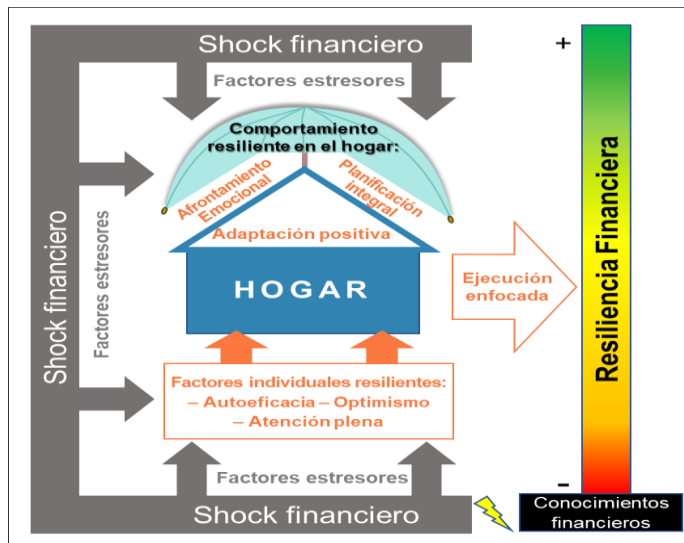 Shock financiero
Factores estresores
Comportamiento
resiliente en el hogar:
Afrontamiento
Emocional
Planificación
integral
Adaptación positiva
HOGAR
Factores individuales resilientes:
– Autoeficacia – Optimismo
– Atención plena
Factores estresores
Shock financiero
Shock financiero
Factores estresores
Ejecución
enfocada
+
Resiliencia Financiera
–
Conocimientos
financieros